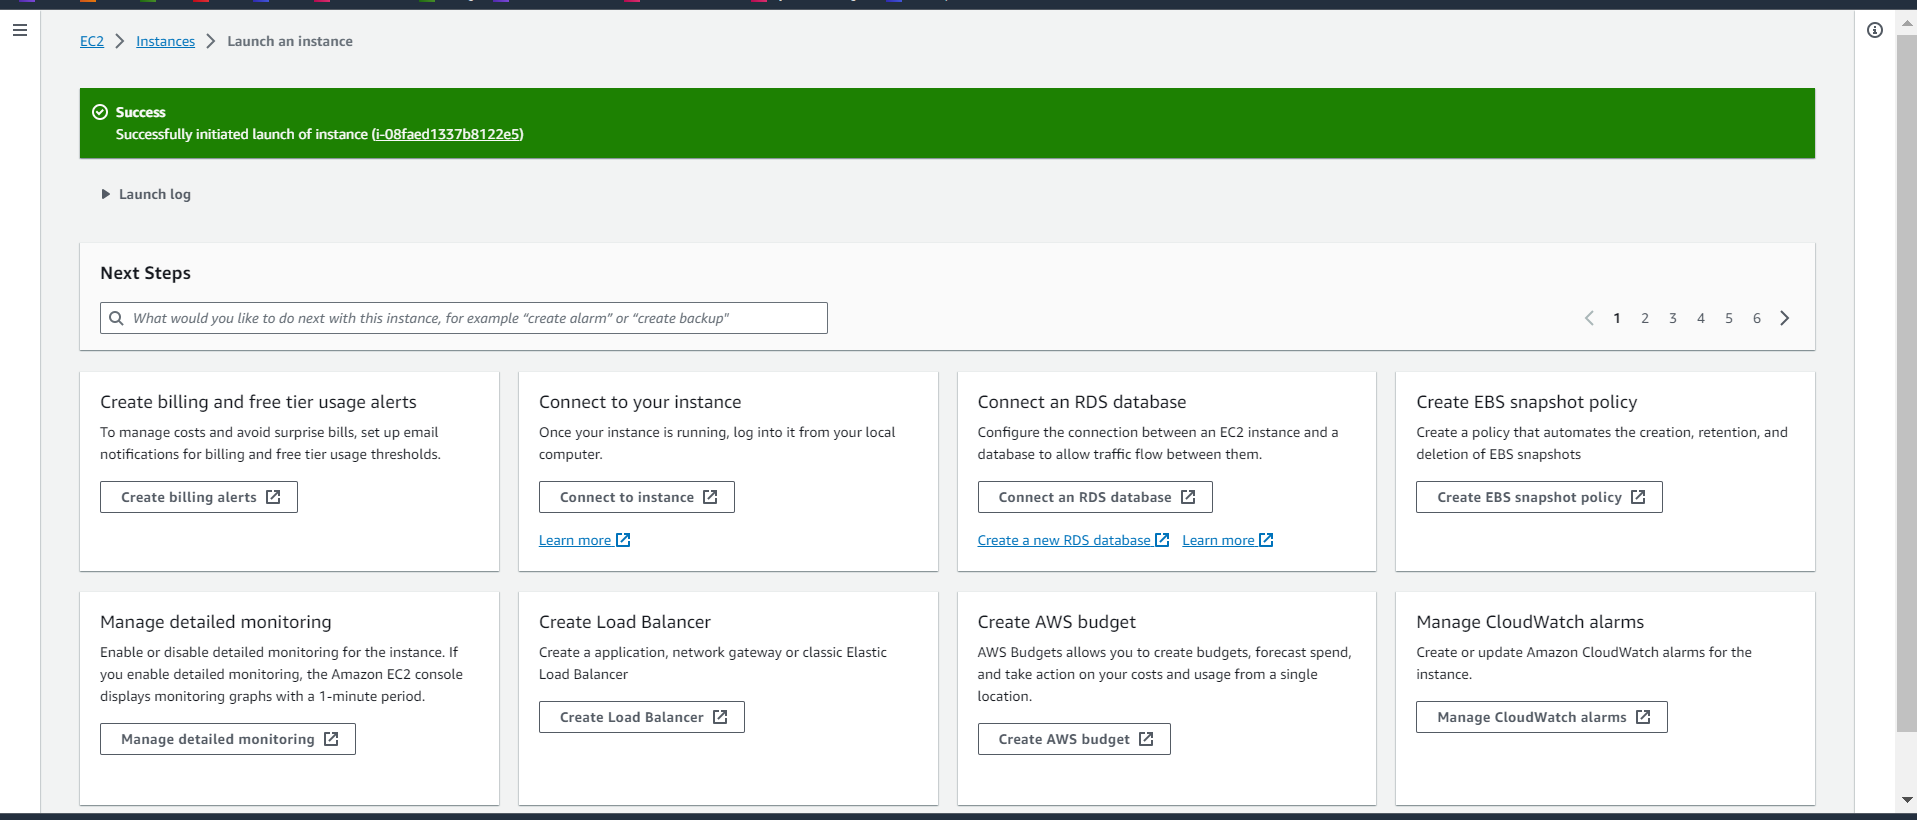 EC2 Instances Launch an instance
Success
Successfully initiated launch of instance (i-08faed1337b8122e5)
Launch log
Next Steps
What would you like to do next with this instance, for example “create alarm” or “create backup”
1 2 3 4 5 6
Create billing and free tier usage alerts
To manage costs and avoid surprise bills, set up email
notifications for billing and free tier usage thresholds.
Create billing alerts
Connect to your instance
Once your instance is running, log into it from your local
computer.
Connect to instance
Learn more
Connect an RDS database
Configure the connection between an EC2 instance and a
database to allow traffic flow between them.
Connect an RDS database
Create a new RDS database Learn more
Create EBS snapshot policy
Create a policy that automates the creation, retention, and
deletion of EBS snapshots
Create EBS snapshot policy
Manage detailed monitoring
Enable or disable detailed monitoring for the instance. If
you enable detailed monitoring, the Amazon EC2 console
displays monitoring graphs with a 1-minute period.
Manage detailed monitoring
Create Load Balancer
Create a application, network gateway or classic Elastic
Load Balancer
Create Load Balancer
Create AWS budget
AWS Budgets allows you to create budgets, forecast spend,
and take action on your costs and usage from a single
location.
Create AWS budget
Manage CloudWatch alarms
Create or update Amazon CloudWatch alarms for the
instance.
Manage CloudWatch alarms